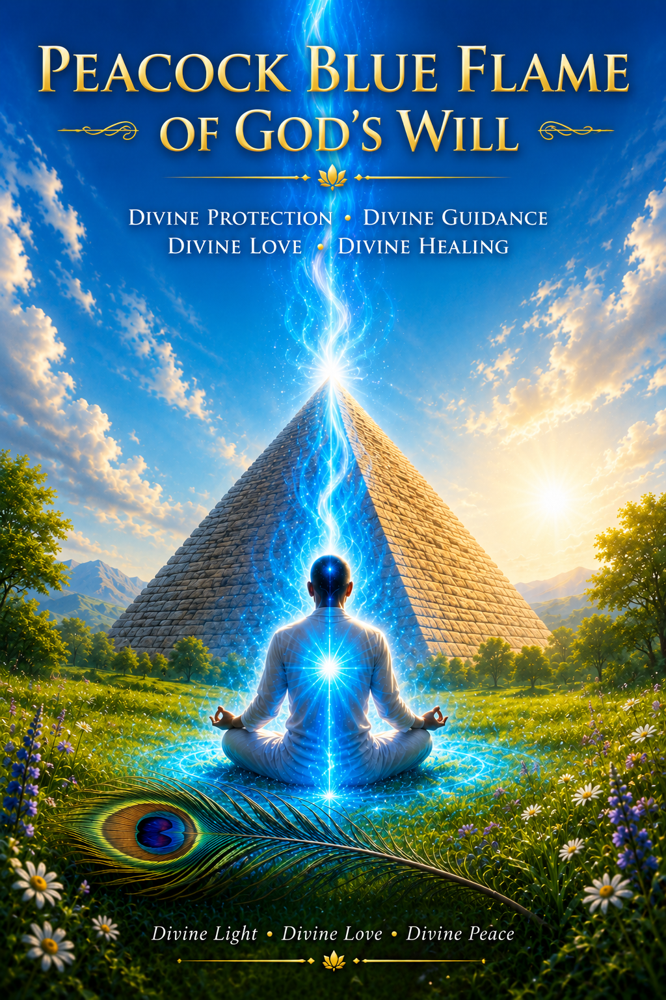 Peacock Blue Flame
of God's Will
Divine Protection • Divine Guidance
Divine Love • Divine Healing
Divine Light • Divine Love • Divine Peace